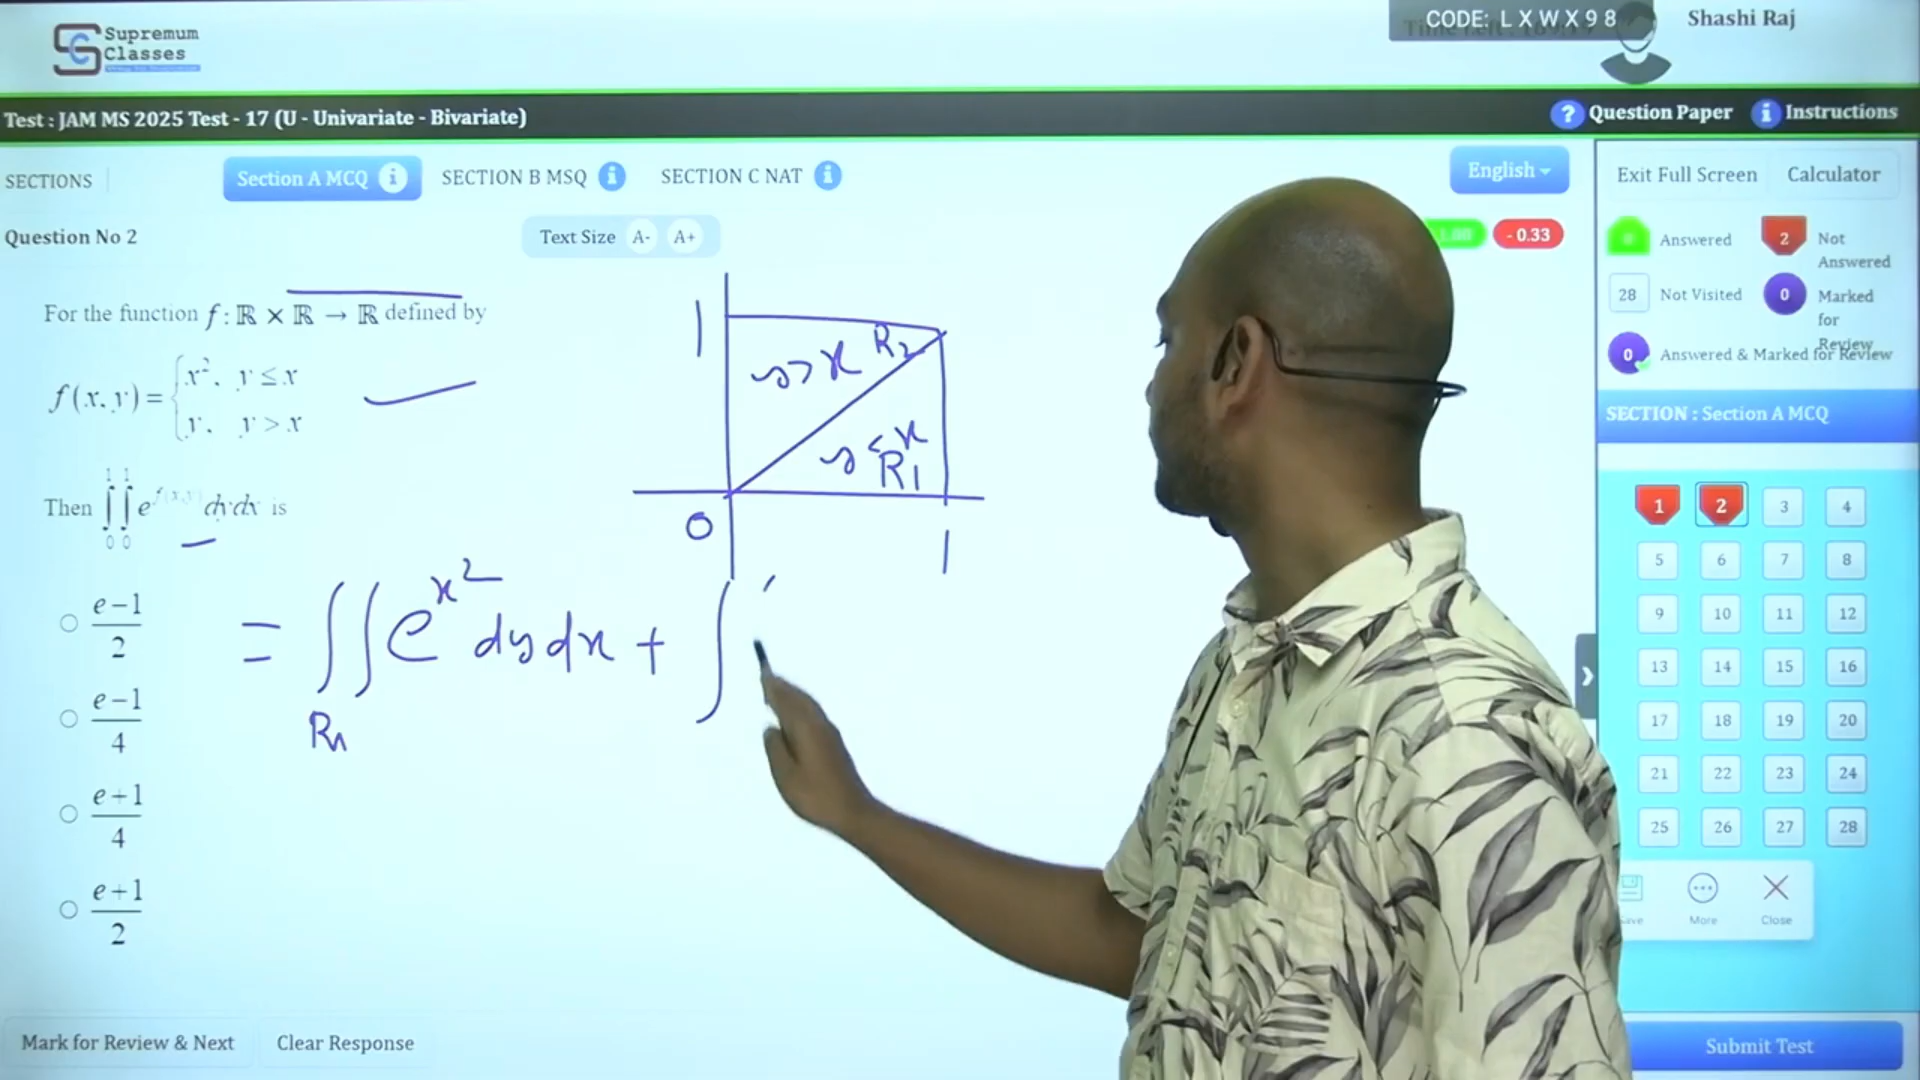 Supremum
Classes
CODE: LXWX98
Shashi Raj
Test : JAM MS 2025 Test - 17 (U - Univariate - Bivariate)
? Question Paper
i Instructions
SECTIONS
Section A MCQ i
SECTION B MSQ i
SECTION C NAT i
English
Exit Full Screen
Calculator
Question No 2
Text Size A- A+
- 0.33
Answered
2 Not Answered
28 Not Visited
0 Marked for Review
0 Answered & Marked for Review
For the function f : ℝ × ℝ → ℝ defined by
f(x, y) = { x², y ≤ x
y, y > x
Then ∫₀¹ ∫₀¹ e^{f(x,y)} dydx is
1
y > x R₂
y ≤ x
R₁
0
1
= ∫∫ e^{x²} dy dx + ∫
R₁
(e−1)/2
(e−1)/4
(e+1)/4
(e+1)/2
SECTION : Section A MCQ
1 2 3 4
5 6 7 8
9 10 11 12
13 14 15 16
17 18 19 20
21 22 23 24
25 26 27 28
More
Close
Mark for Review & Next
Clear Response
Submit Test